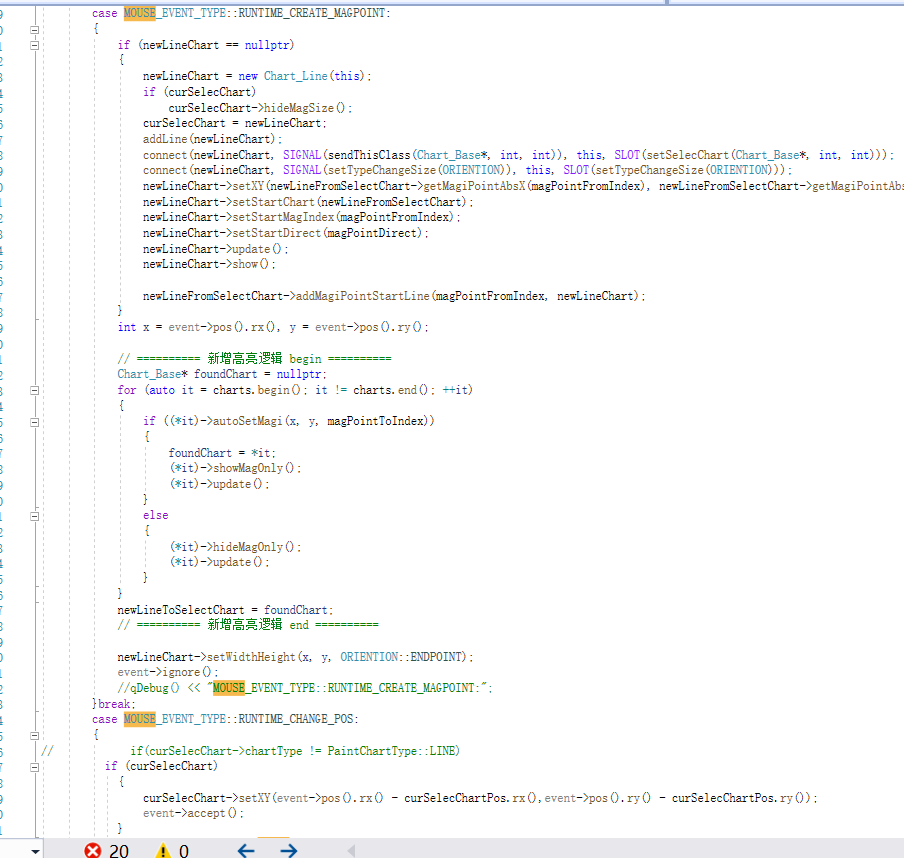 case MOUSE_EVENT_TYPE::RUNTIME_CREATE_MAGPOINT:
{
if (newLineChart == nullptr)
{
newLineChart = new Chart_Line(this);
if (curSelecChart)
curSelecChart->hideMagSize();
curSelecChart = newLineChart;
addLine(newLineChart);
connect(newLineChart, SIGNAL(sendThisClass(Chart_Base*, int, int)), this, SLOT(setSelecChart(Chart_Base*, int, int)));
connect(newLineChart, SIGNAL(setTypeChangeSize(ORIENTION)), this, SLOT(setTypeChangeSize(ORIENTION)));
newLineChart->setXY(newLineFromSelectChart->getMagiPointAbsX(magPointFromIndex), newLineFromSelectChart->getMagiPointAbs
newLineChart->setStartChart(newLineFromSelectChart);
newLineChart->setStartMagIndex(magPointFromIndex);
newLineChart->setStartDirect(magPointDirect);
newLineChart->update();
newLineChart->show();
newLineFromSelectChart->addMagiPointStartLine(magPointFromIndex, newLineChart);
}
int x = event->pos().rx(), y = event->pos().ry();
// ========== 新增高亮逻辑 begin ==========
Chart_Base* foundChart = nullptr;
for (auto it = charts.begin(); it != charts.end(); ++it)
{
if ((*it)->autoSetMagi(x, y, magPointToIndex))
{
foundChart = *it;
(*it)->showMagOnly();
(*it)->update();
}
else
{
(*it)->hideMagOnly();
(*it)->update();
}
}
newLineToSelectChart = foundChart;
// ========== 新增高亮逻辑 end ==========
newLineChart->setWidthHeight(x, y, ORIENTION::ENDPOINT);
event->ignore();
//qDebug() << "MOUSE_EVENT_TYPE::RUNTIME_CREATE_MAGPOINT:";
}break;
case MOUSE_EVENT_TYPE::RUNTIME_CHANGE_POS:
{
// if(curSelecChart->chartType != PaintChartType::LINE)
if (curSelecChart)
{
curSelecChart->setXY(event->pos().rx() - curSelecChartPos.rx(),event->pos().ry() - curSelecChartPos.ry());
event->accept();
}
20 0